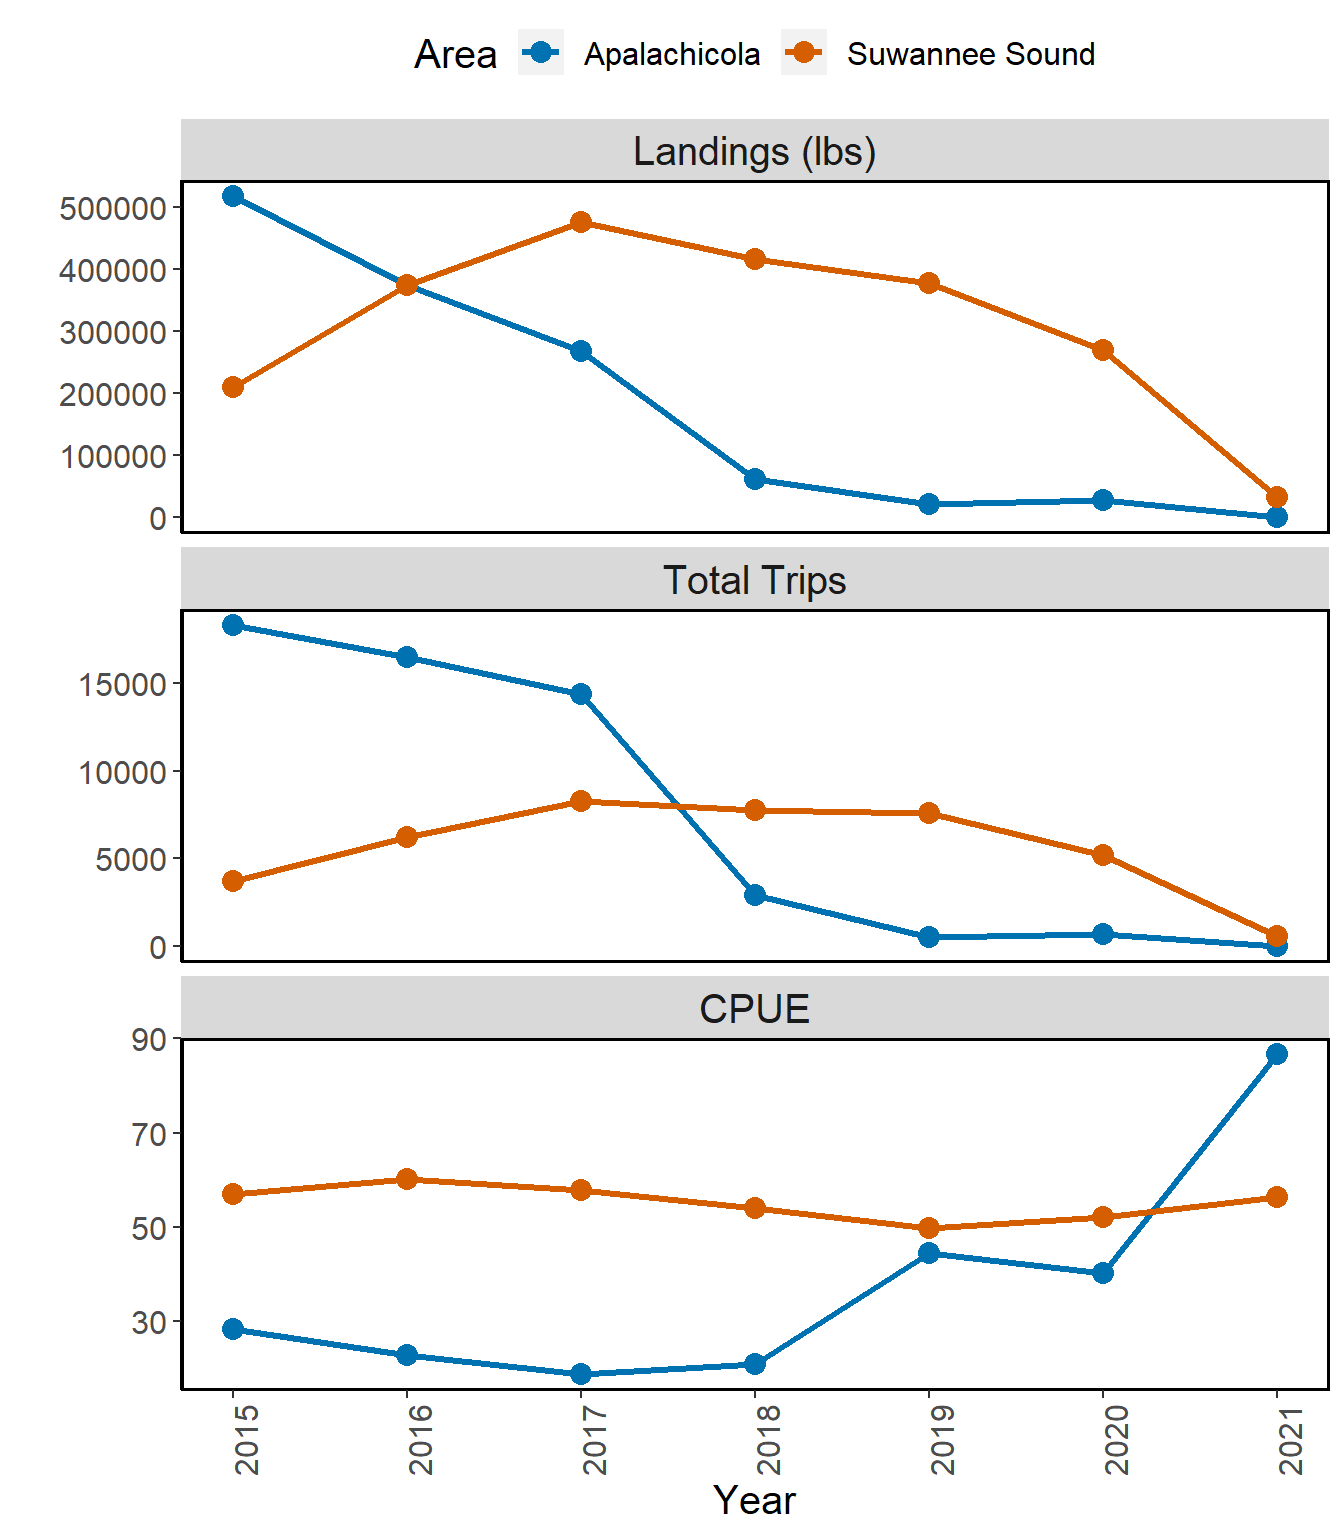 Area Apalachicola Suwannee Sound
Landings (lbs)
500000
400000
300000
200000
100000
0
Total Trips
15000
10000
5000
0
CPUE
90
70
50
30
2015 2016 2017 2018 2019 2020 2021
Year